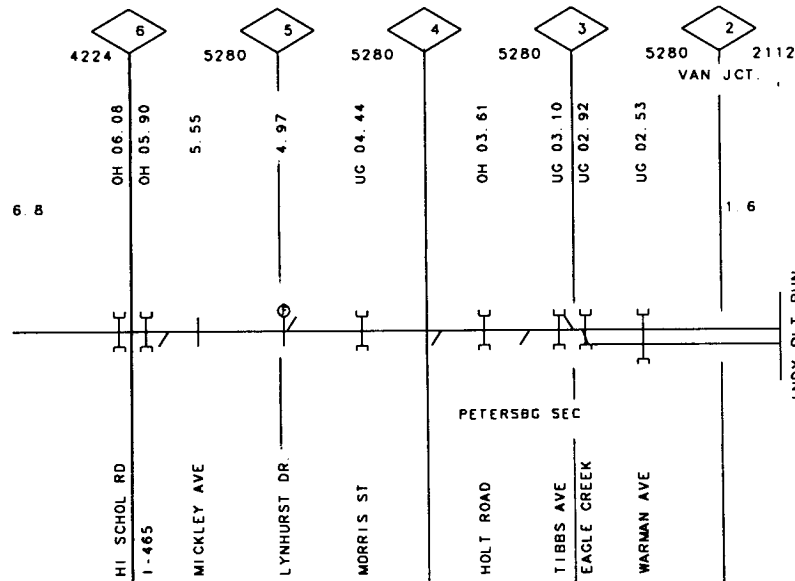 6 5 4 3 2
4224 5280 5280 5280 5280 2112
VAN JCT.
OH 06.08
OH 05.90
5.55
4.97
UG 04.44
OH 03.61
UG 03.10
UG 02.92
UG 02.53
6.8
1.6
PETERSBG SEC
HI SCHOL RD
I-465
MICKLEY AVE
LYNHURST DR.
MORRIS ST
HOLT ROAD
TIBBS AVE
EAGLE CREEK
WARMAN AVE